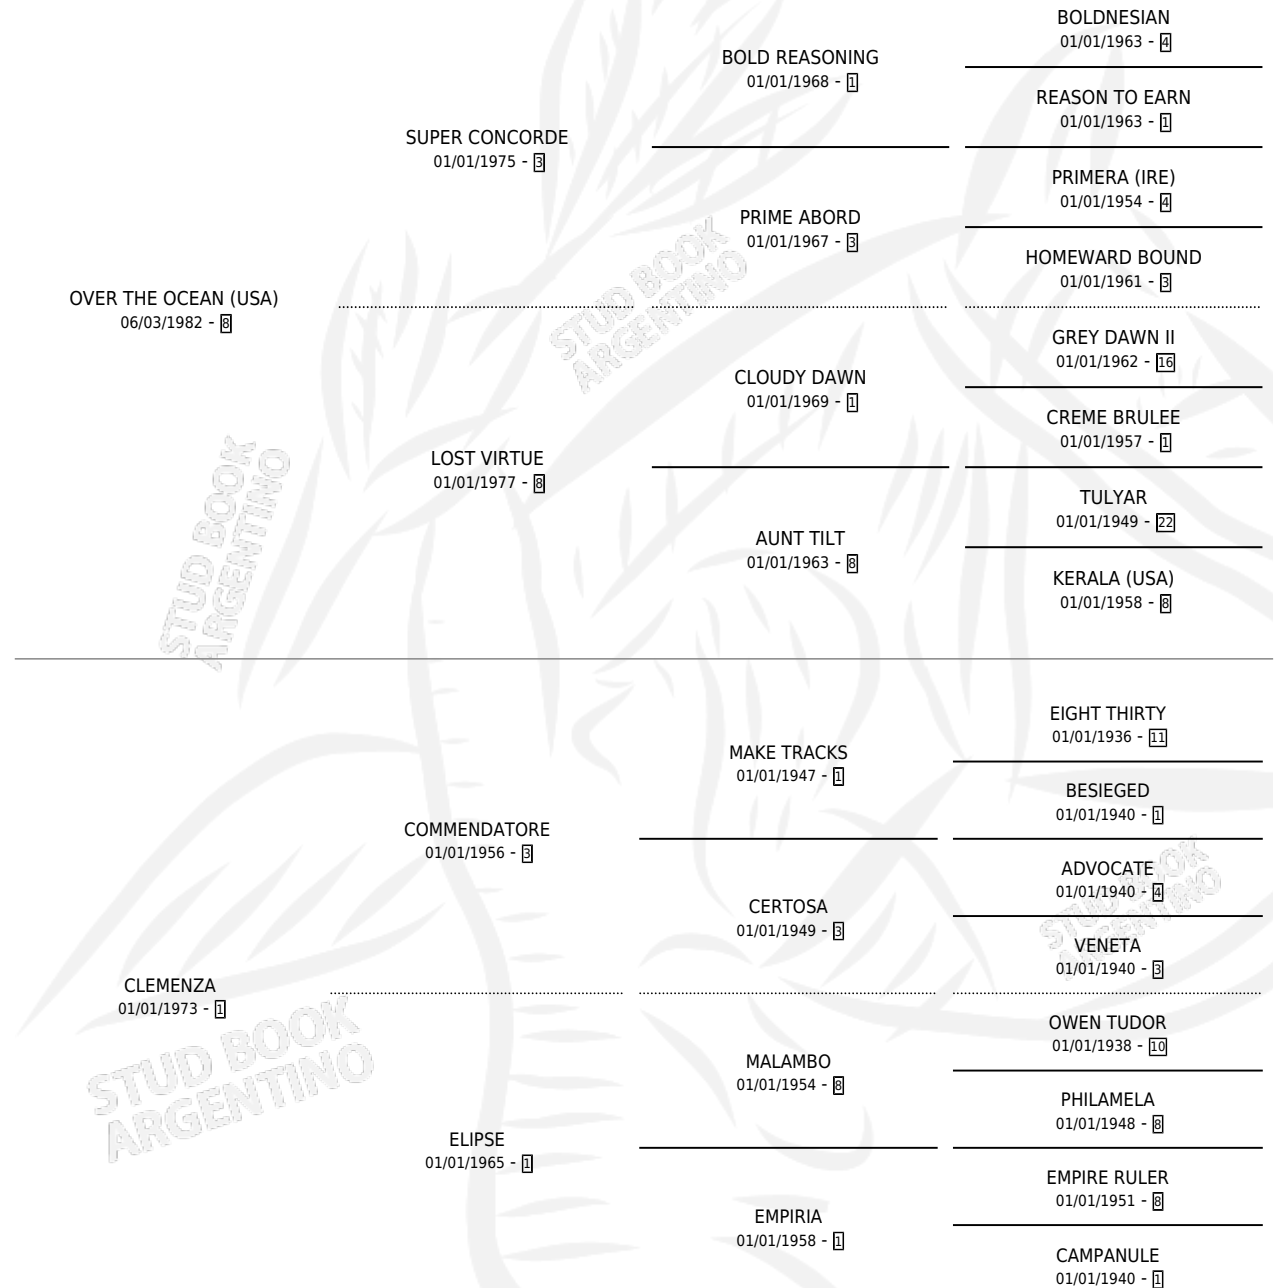 BOLDNESIAN
01/01/1963 - 4
BOLD REASONING
01/01/1968 - 1
REASON TO EARN
01/01/1963 - 1
SUPER CONCORDE
01/01/1975 - 3
PRIMERA (IRE)
01/01/1954 - 4
PRIME ABORD
01/01/1967 - 3
HOMEWARD BOUND
01/01/1961 - 3
OVER THE OCEAN (USA)
06/03/1982 - 8
GREY DAWN II
01/01/1962 - 16
CLOUDY DAWN
01/01/1969 - 1
CREME BRULEE
01/01/1957 - 1
LOST VIRTUE
01/01/1977 - 8
TULYAR
01/01/1949 - 22
AUNT TILT
01/01/1963 - 8
KERALA (USA)
01/01/1958 - 8
EIGHT THIRTY
01/01/1936 - 11
MAKE TRACKS
01/01/1947 - 1
BESIEGED
01/01/1940 - 1
COMMENDATORE
01/01/1956 - 3
ADVOCATE
01/01/1940 - 4
CERTOSA
01/01/1949 - 3
VENETA
01/01/1940 - 3
CLEMENZA
01/01/1973 - 1
OWEN TUDOR
01/01/1938 - 10
MALAMBO
01/01/1954 - 8
PHILAMELA
01/01/1948 - 8
ELIPSE
01/01/1965 - 1
EMPIRE RULER
01/01/1951 - 8
EMPIRIA
01/01/1958 - 1
CAMPANULE
01/01/1940 - 1
STUD BOOK
ARGENTINO
STUD BOOK
ARGENTINO
STUD BOOK
ARGENTINO
STUD BOOK
ARGENTINO